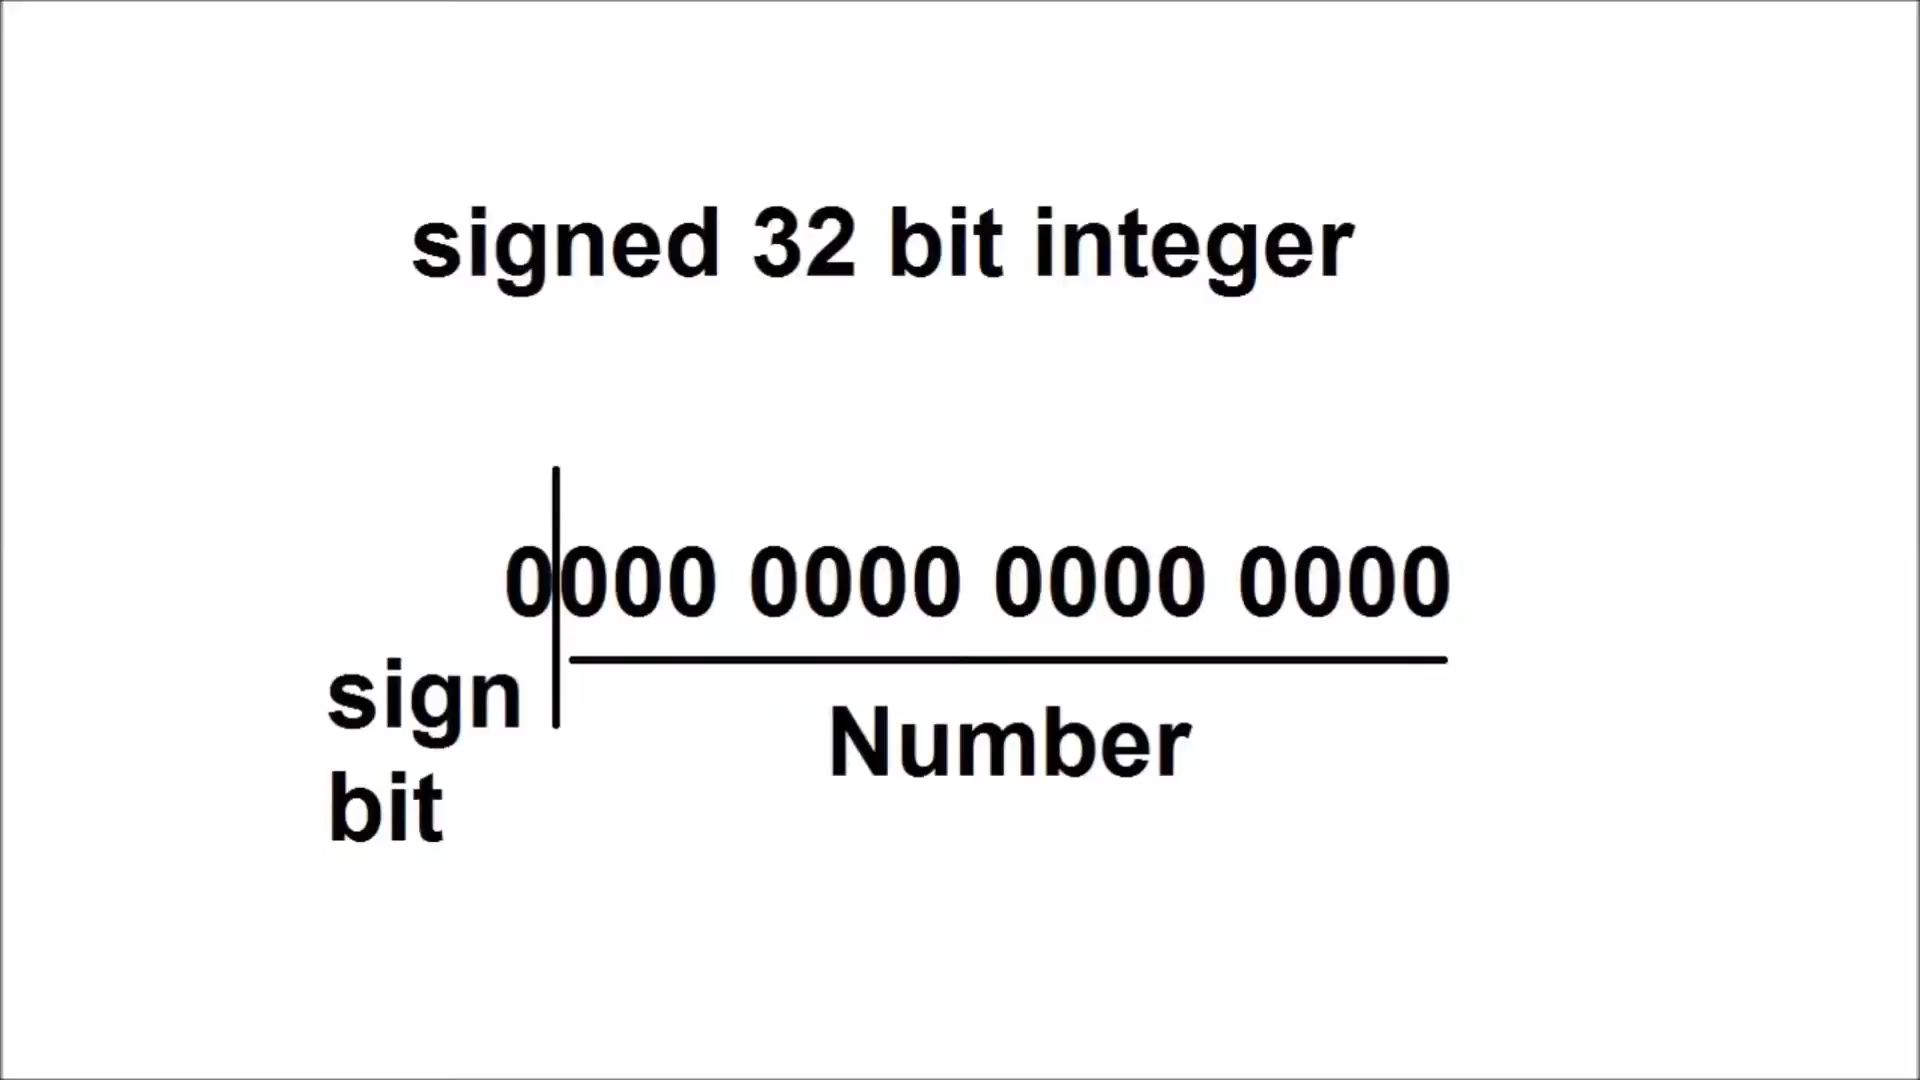 signed 32 bit integer
0000 0000 0000 0000
sign
bit
Number